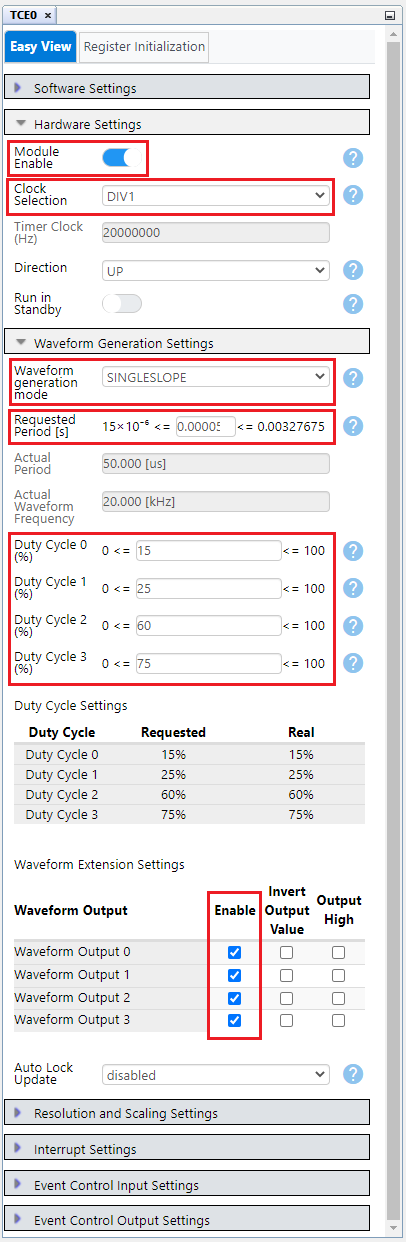 TCE0 ×
Easy View Register Initialization
Software Settings
Hardware Settings
Module
Enable
?
Clock
Selection
DIV1
?
Timer Clock
(Hz)
20000000
Direction
UP
?
Run in
Standby
?
Waveform Generation Settings
Waveform
generation
mode
SINGLESLOPE
?
Requested
Period [s]
15×10⁻⁶ <= 0.00005 <= 0.00327675
?
Actual
Period
50.000 [us]
Actual
Waveform
Frequency
20.000 [kHz]
Duty Cycle 0
(%)
0 <= 15 <= 100
?
Duty Cycle 1
(%)
0 <= 25 <= 100
?
Duty Cycle 2
(%)
0 <= 60 <= 100
?
Duty Cycle 3
(%)
0 <= 75 <= 100
?
Duty Cycle Settings
Duty Cycle Requested Real
Duty Cycle 0 15% 15%
Duty Cycle 1 25% 25%
Duty Cycle 2 60% 60%
Duty Cycle 3 75% 75%
Waveform Extension Settings
Waveform Output
Enable
Invert
Output
Value
Output
High
Waveform Output 0
Waveform Output 1
Waveform Output 2
Waveform Output 3
Auto Lock
Update
disabled
?
Resolution and Scaling Settings
Interrupt Settings
Event Control Input Settings
Event Control Output Settings